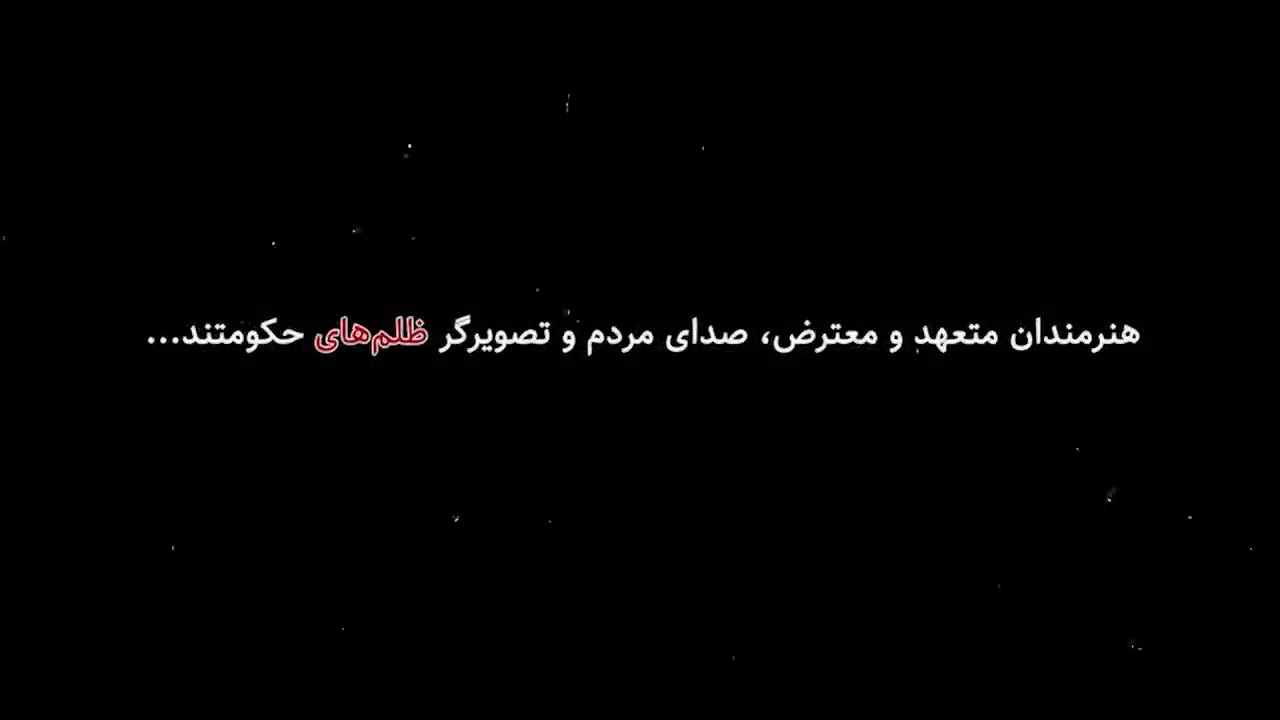 هنرمندان متعهد و معترض، صدای مردم و تصویرگر ظلم‌های حکومتند...